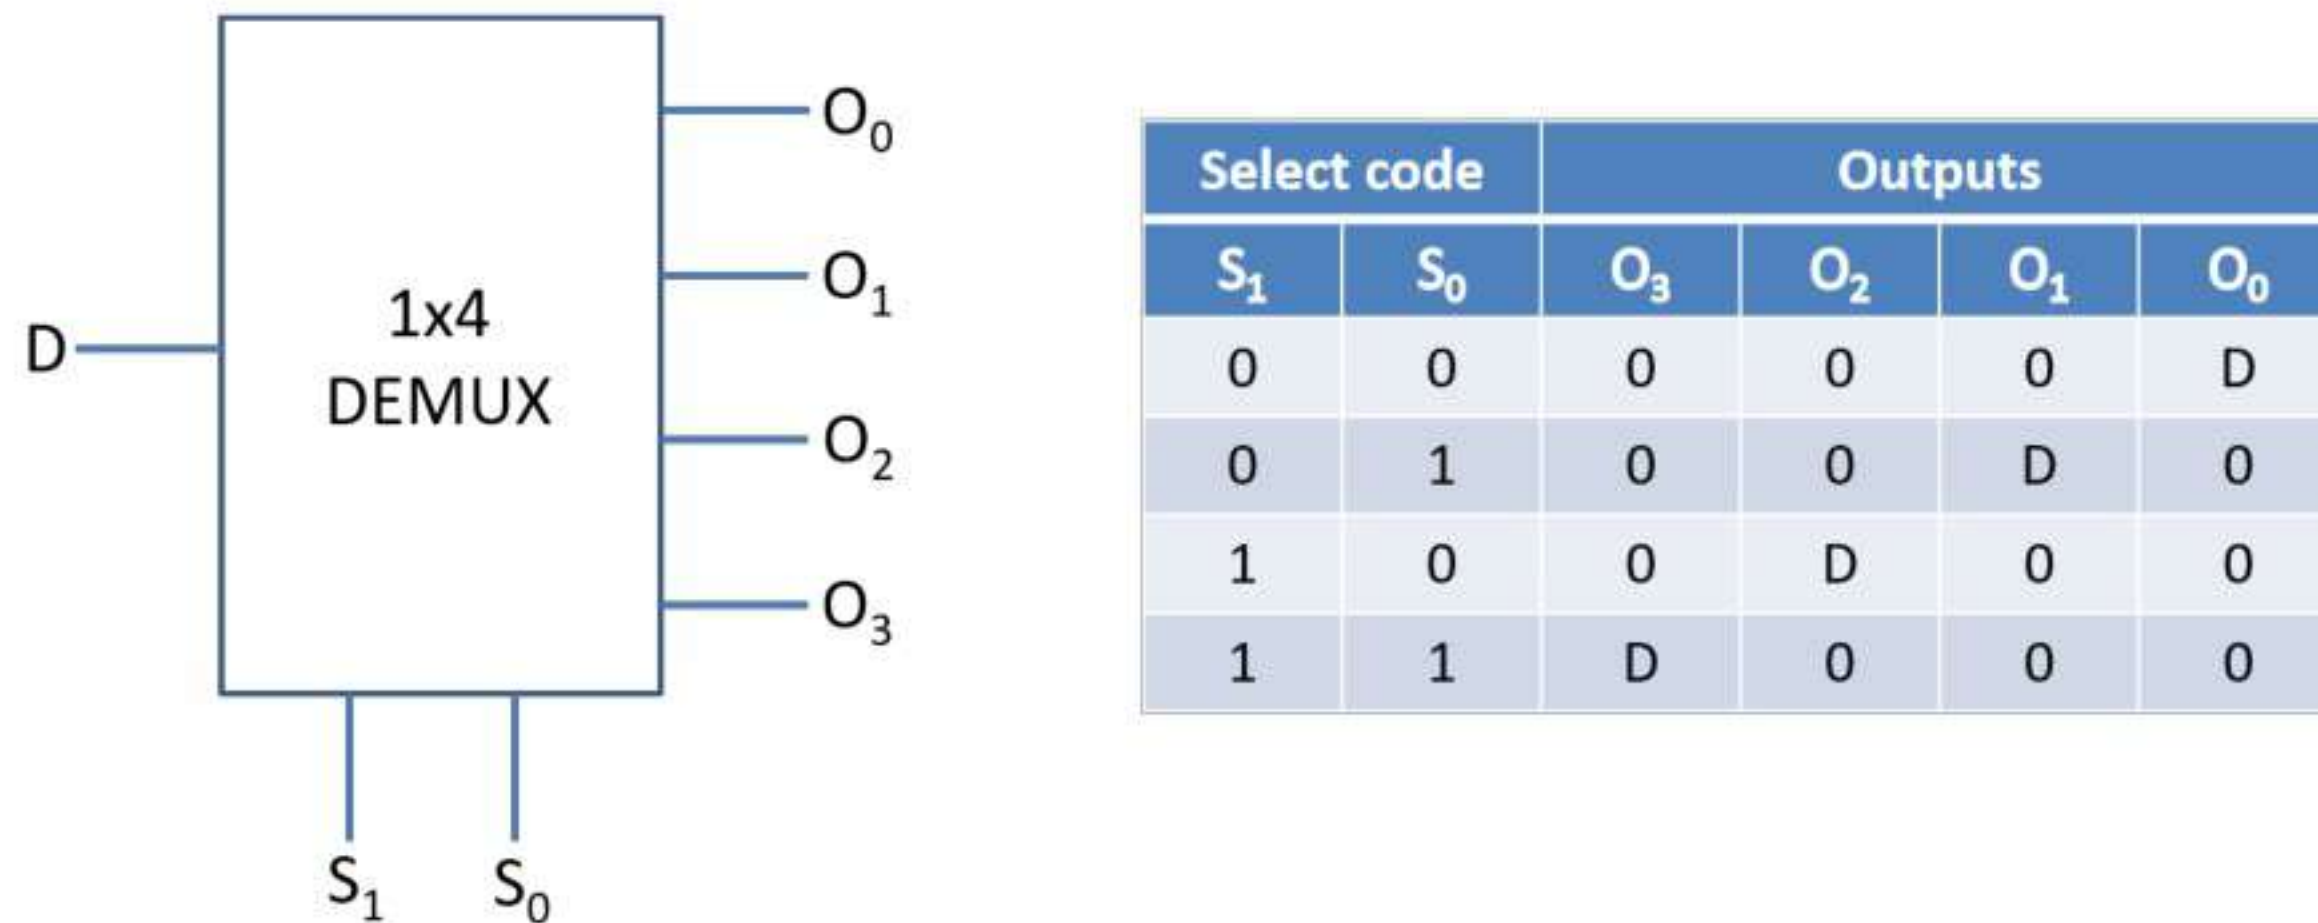 D
1x4
DEMUX
O₀
O₁
O₂
O₃
S₁ S₀
Select code Outputs
S₁ S₀ O₃ O₂ O₁ O₀
0 0 0 0 0 D
0 1 0 0 D 0
1 0 0 D 0 0
1 1 D 0 0 0